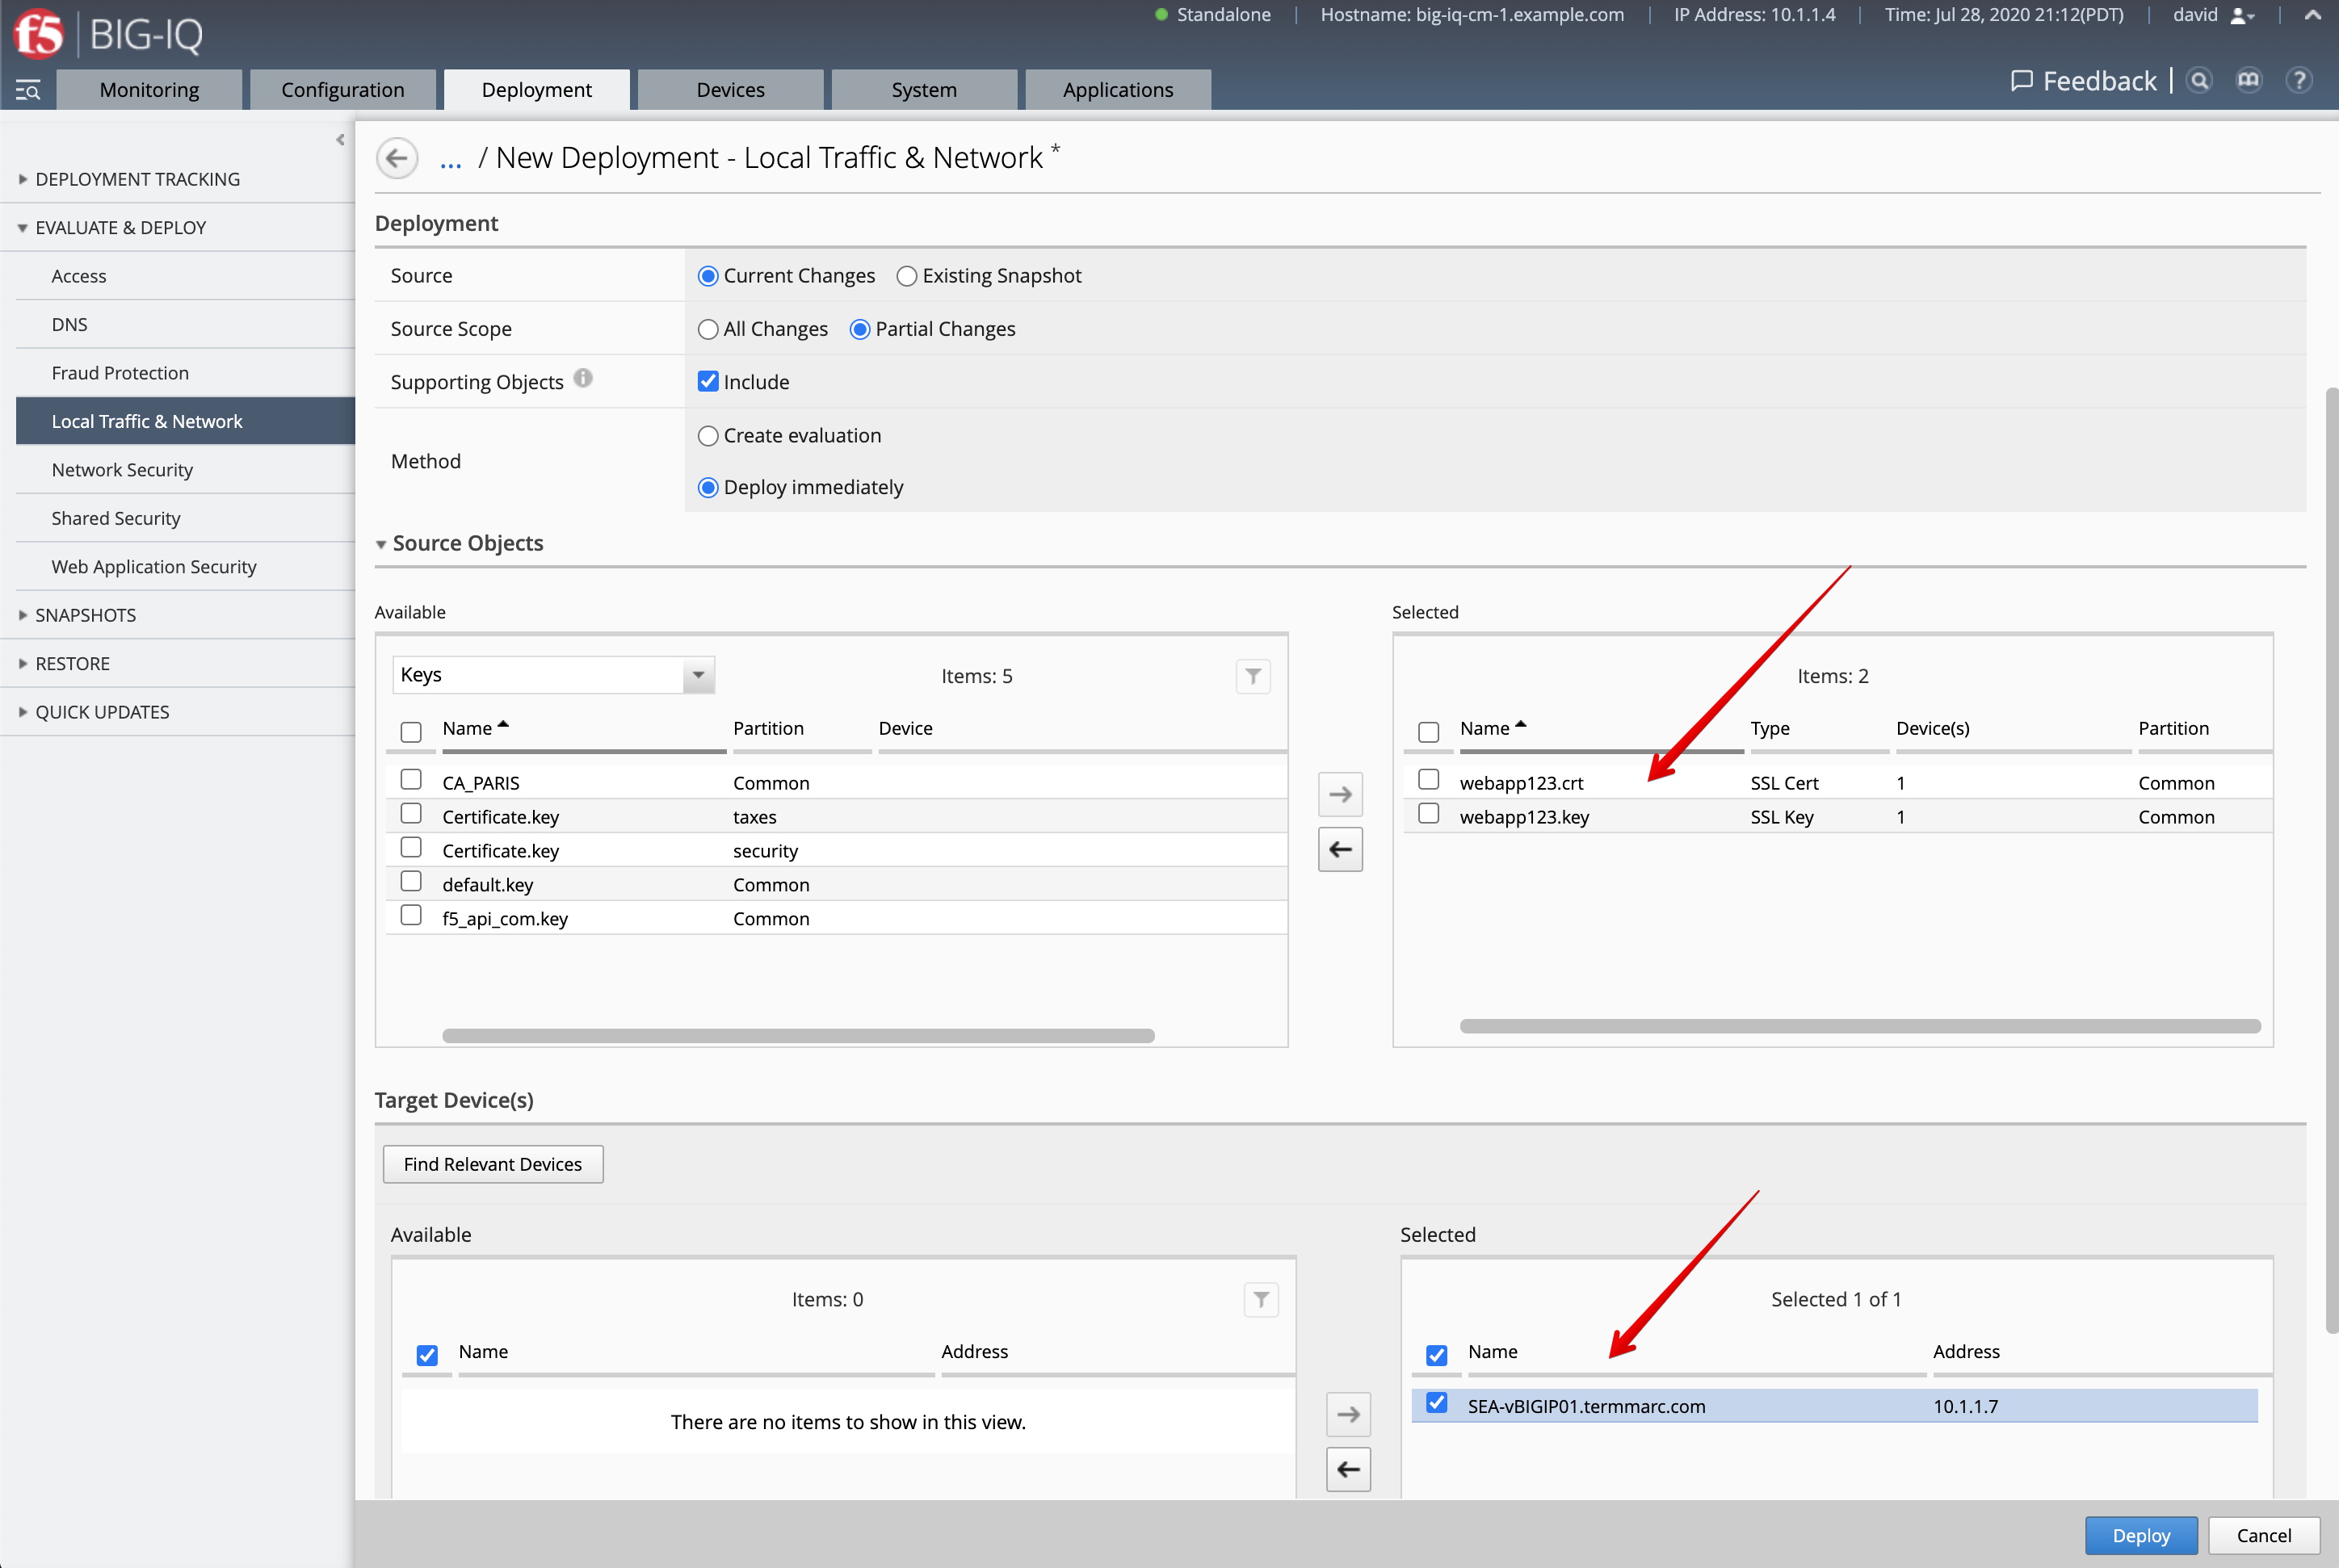 Standalone | Hostname: big-iq-cm-1.example.com | IP Address: 10.1.1.4 | Time: Jul 28, 2020 21:12(PDT) | david
f5 BIG-IQ
Monitoring Configuration Deployment Devices System Applications
Feedback | ?
... / New Deployment - Local Traffic & Network *
DEPLOYMENT TRACKING
EVALUATE & DEPLOY
Access
DNS
Fraud Protection
Local Traffic & Network
Network Security
Shared Security
Web Application Security
SNAPSHOTS
RESTORE
QUICK UPDATES
Deployment
Source Current Changes Existing Snapshot
Source Scope All Changes Partial Changes
Supporting Objects i Include
Method
Create evaluation
Deploy immediately
Source Objects
Available
Keys Items: 5
Name Partition Device
CA_PARIS Common
Certificate.key taxes
Certificate.key security
default.key Common
f5_api_com.key Common
Selected
Items: 2
Name Type Device(s) Partition
webapp123.crt SSL Cert 1 Common
webapp123.key SSL Key 1 Common
Target Device(s)
Find Relevant Devices
Available
Items: 0
Name Address
There are no items to show in this view.
Selected
Selected 1 of 1
Name Address
SEA-vBIGIP01.termmarc.com 10.1.1.7
Deploy Cancel